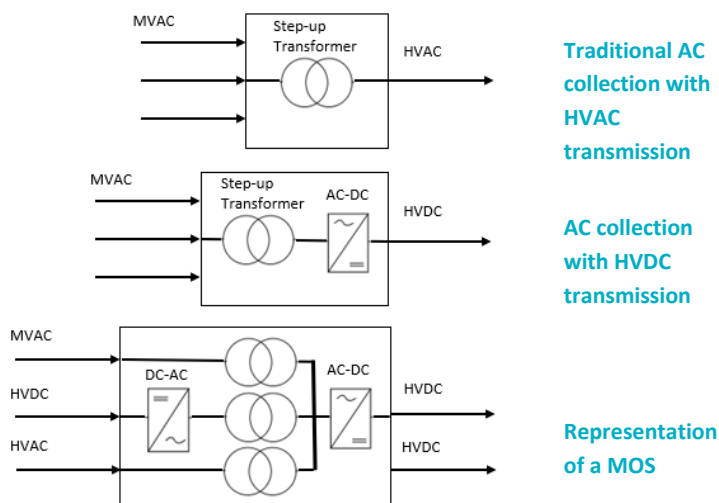 MVAC
Step-up
Transformer
HVAC
Traditional AC
collection with
HVAC
transmission
MVAC
Step-up
Transformer
AC-DC
HVDC
AC collection
with HVDC
transmission
MVAC
DC-AC
AC-DC
HVDC
HVDC
HVAC
HVDC
Representation
of a MOS